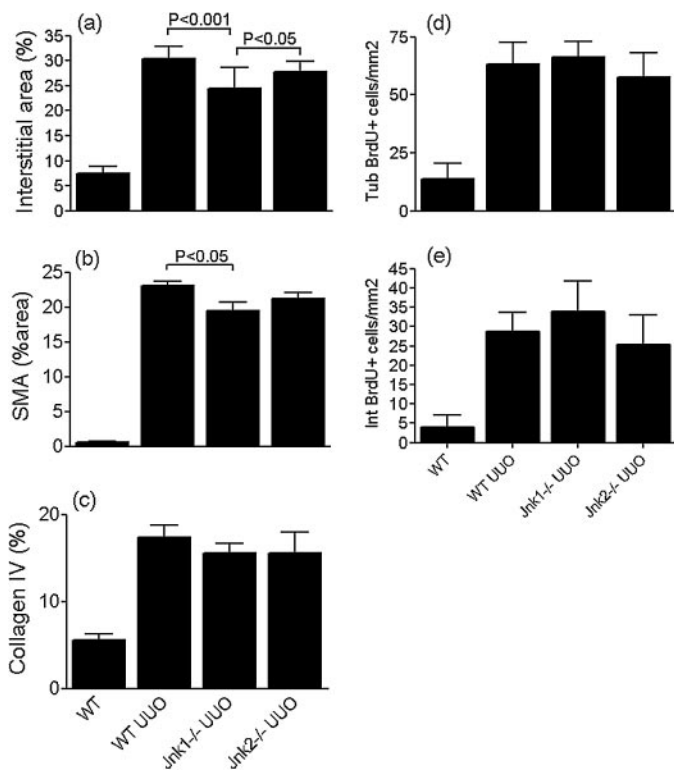 (a)
P<0.001
P<0.05
Interstitial area (%)
35
30
25
20
15
10
5
0
(b)
P<0.05
SMA (%area)
25
20
15
10
5
0
(c)
Collagen IV (%)
20
10
0
WT
WT UUO
Jnk1-/- UUO
Jnk2-/- UUO
(d)
Tub BrdU+ cells/mm2
75
50
25
0
(e)
Int BrdU+ cells/mm2
45
40
35
30
25
20
15
10
5
0
WT
WT UUO
Jnk1-/- UUO
Jnk2-/- UUO